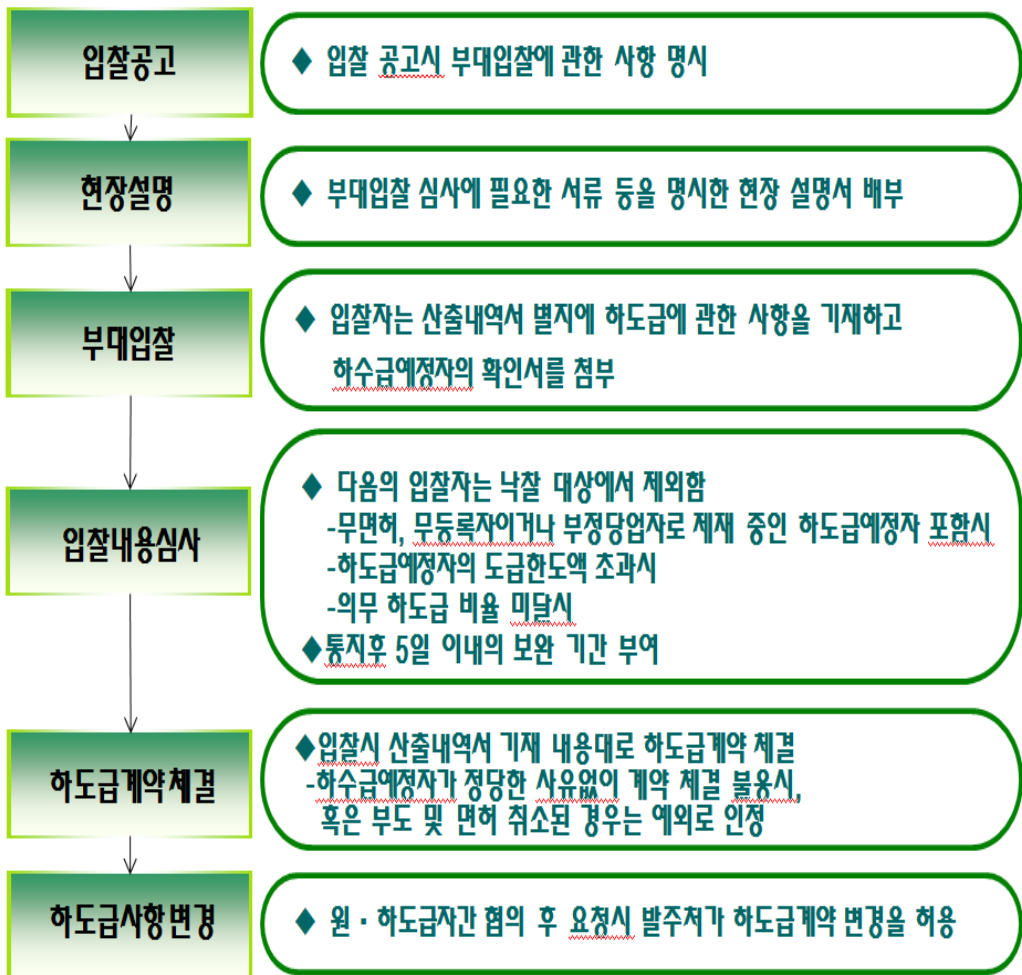 입찰공고
◆ 입찰 공고시 부대입찰에 관한 사항 명시
현장설명
◆ 부대입찰 심사에 필요한 서류 등을 명시한 현장 설명서 배부
부대입찰
◆ 입찰자는 산출내역서 별지에 하도급에 관한 사항을 기재하고
하수급예정자의 확인서를 첨부
입찰내용심사
◆ 다음의 입찰자는 낙찰 대상에서 제외함
-무면허, 무등록자이거나 부정당업자로 제재 중인 하도급예정자 포함시
-하도급예정자의 도급한도액 초과시
-의무 하도급 비율 미달시
◆통지후 5일 이내의 보완 기간 부여
하도급계약체결
◆입찰시 산출내역서 기재 내용대로 하도급계약 체결
-하수급예정자가 정당한 사유없이 계약 체결 불응시,
혹은 부도 및 면허 취소된 경우는 예외로 인정
하도급사항변경
◆ 원·하도급자간 협의 후 요청시 발주처가 하도급계약 변경을 허용